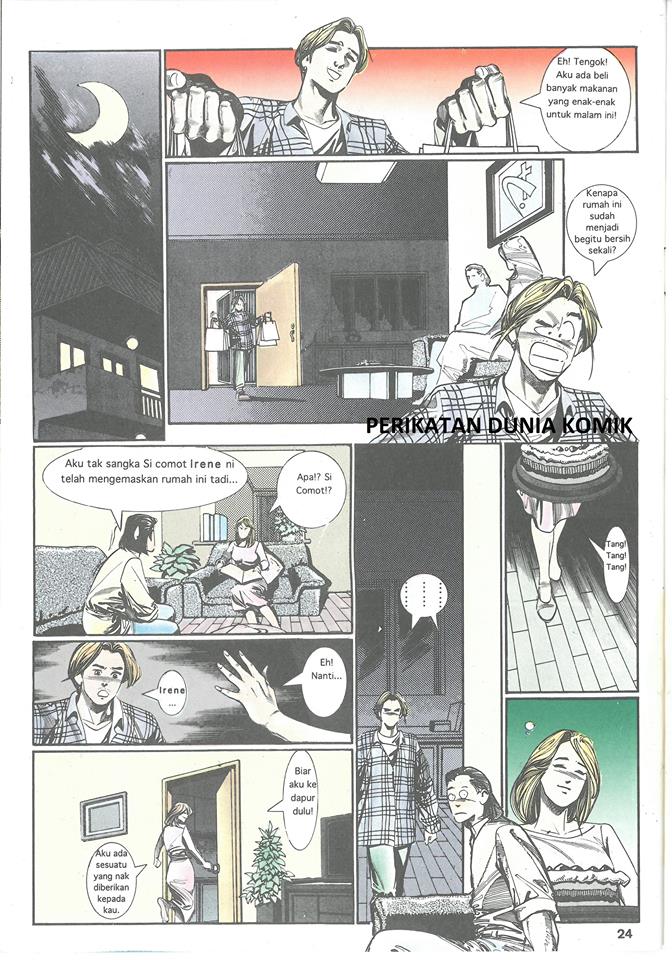 Eh! Tengok!
Aku ada beli
banyak makanan
yang enak-enak
untuk malam ini!
Kenapa
rumah ini
sudah
menjadi
begitu bersih
sekali?
PERIKATAN DUNIA KOMIK
Aku tak sangka Si comot Irene ni
telah mengemaskan rumah ini tadi...
Apa!? Si
Comot!?
Tang!
Tang!
Tang!
Irene
...
Eh!
Nanti...
Biar
aku ke
dapur
dulu!
Aku ada
sesuatu
yang nak
diberikan
kepada
kau.
24